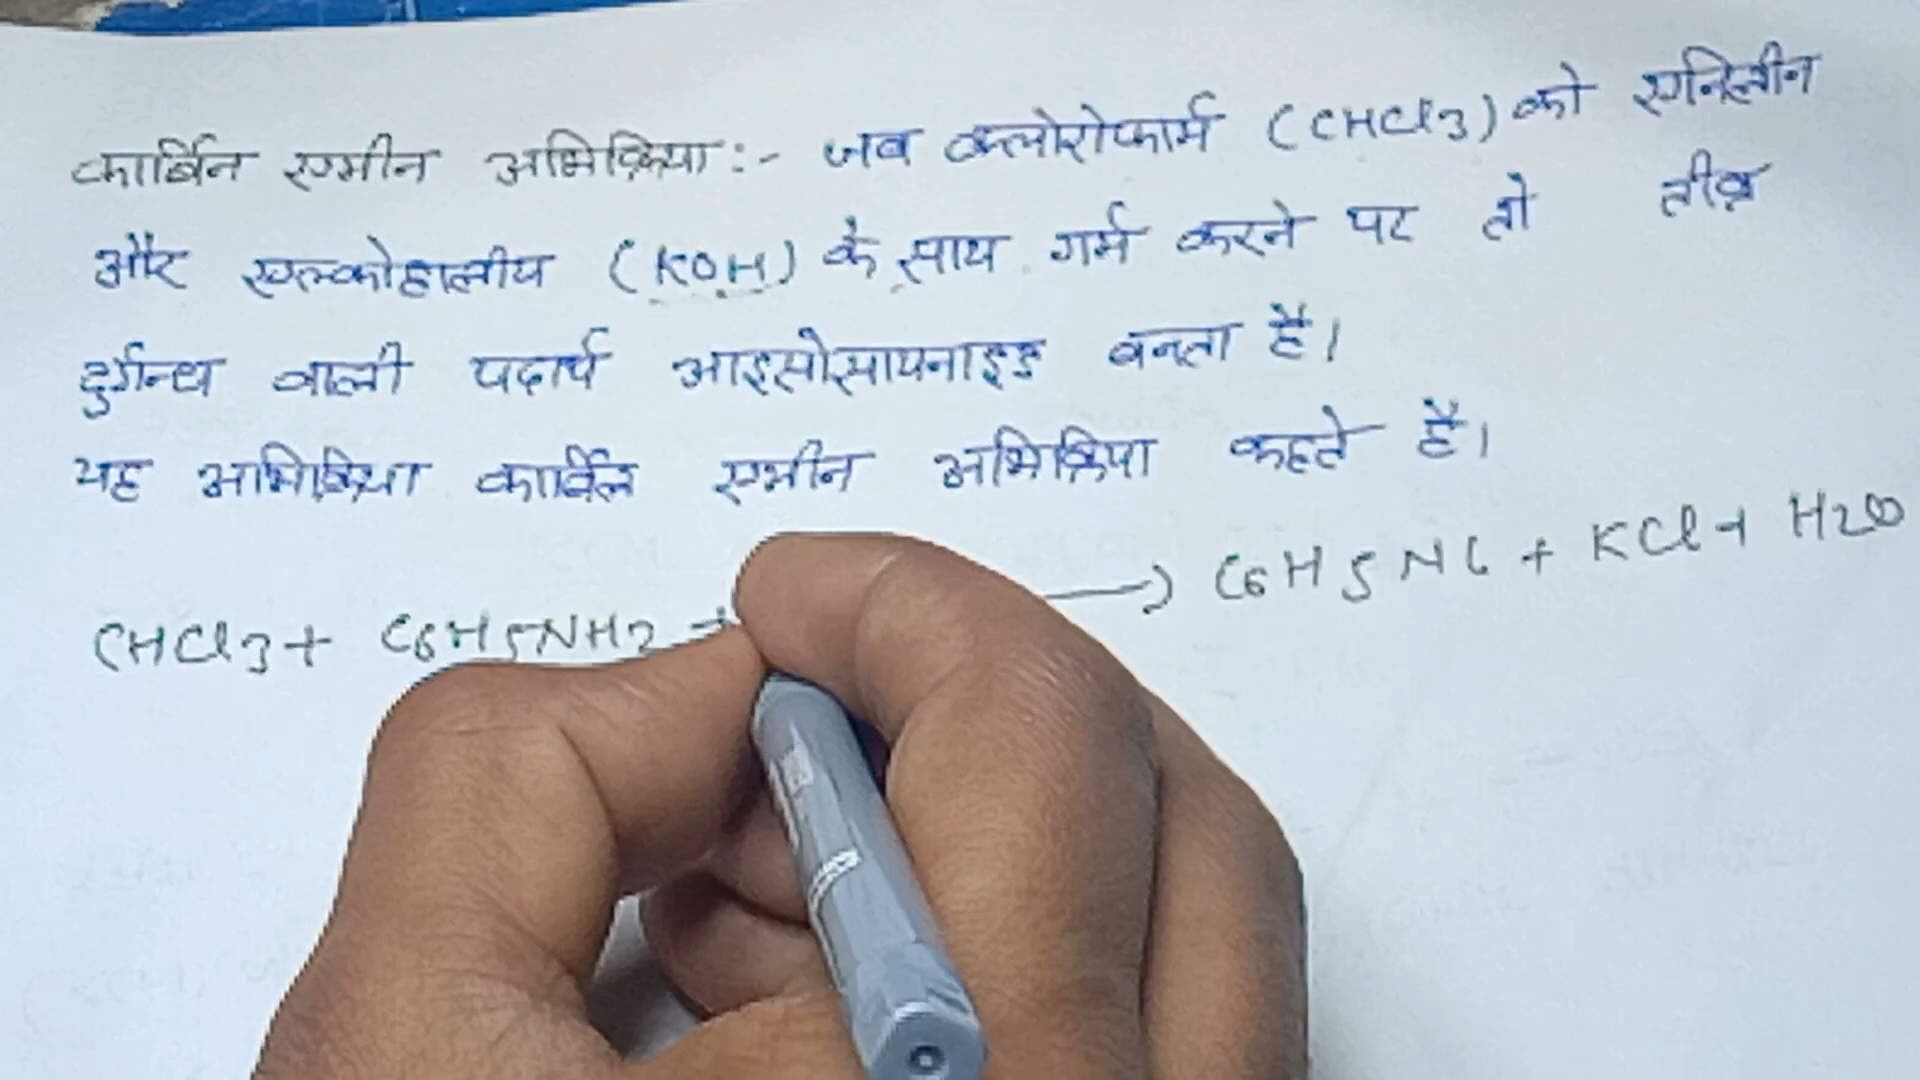 कार्बिन एमीन अभिक्रिया :- जब क्लोरोफार्म (CHCl3) को एनिलीन
और एल्कोहालीय (KOH) के साथ गर्म करने पर तो तीव्र
दुर्गन्ध वाली पदार्थ आइसोसायनाइड बनता है।
यह अभिक्रिया कार्बिल एमीन अभिक्रिया कहते है।
CHCl3 + C6H5NH2 + → C6H5NC + KCl + H2O